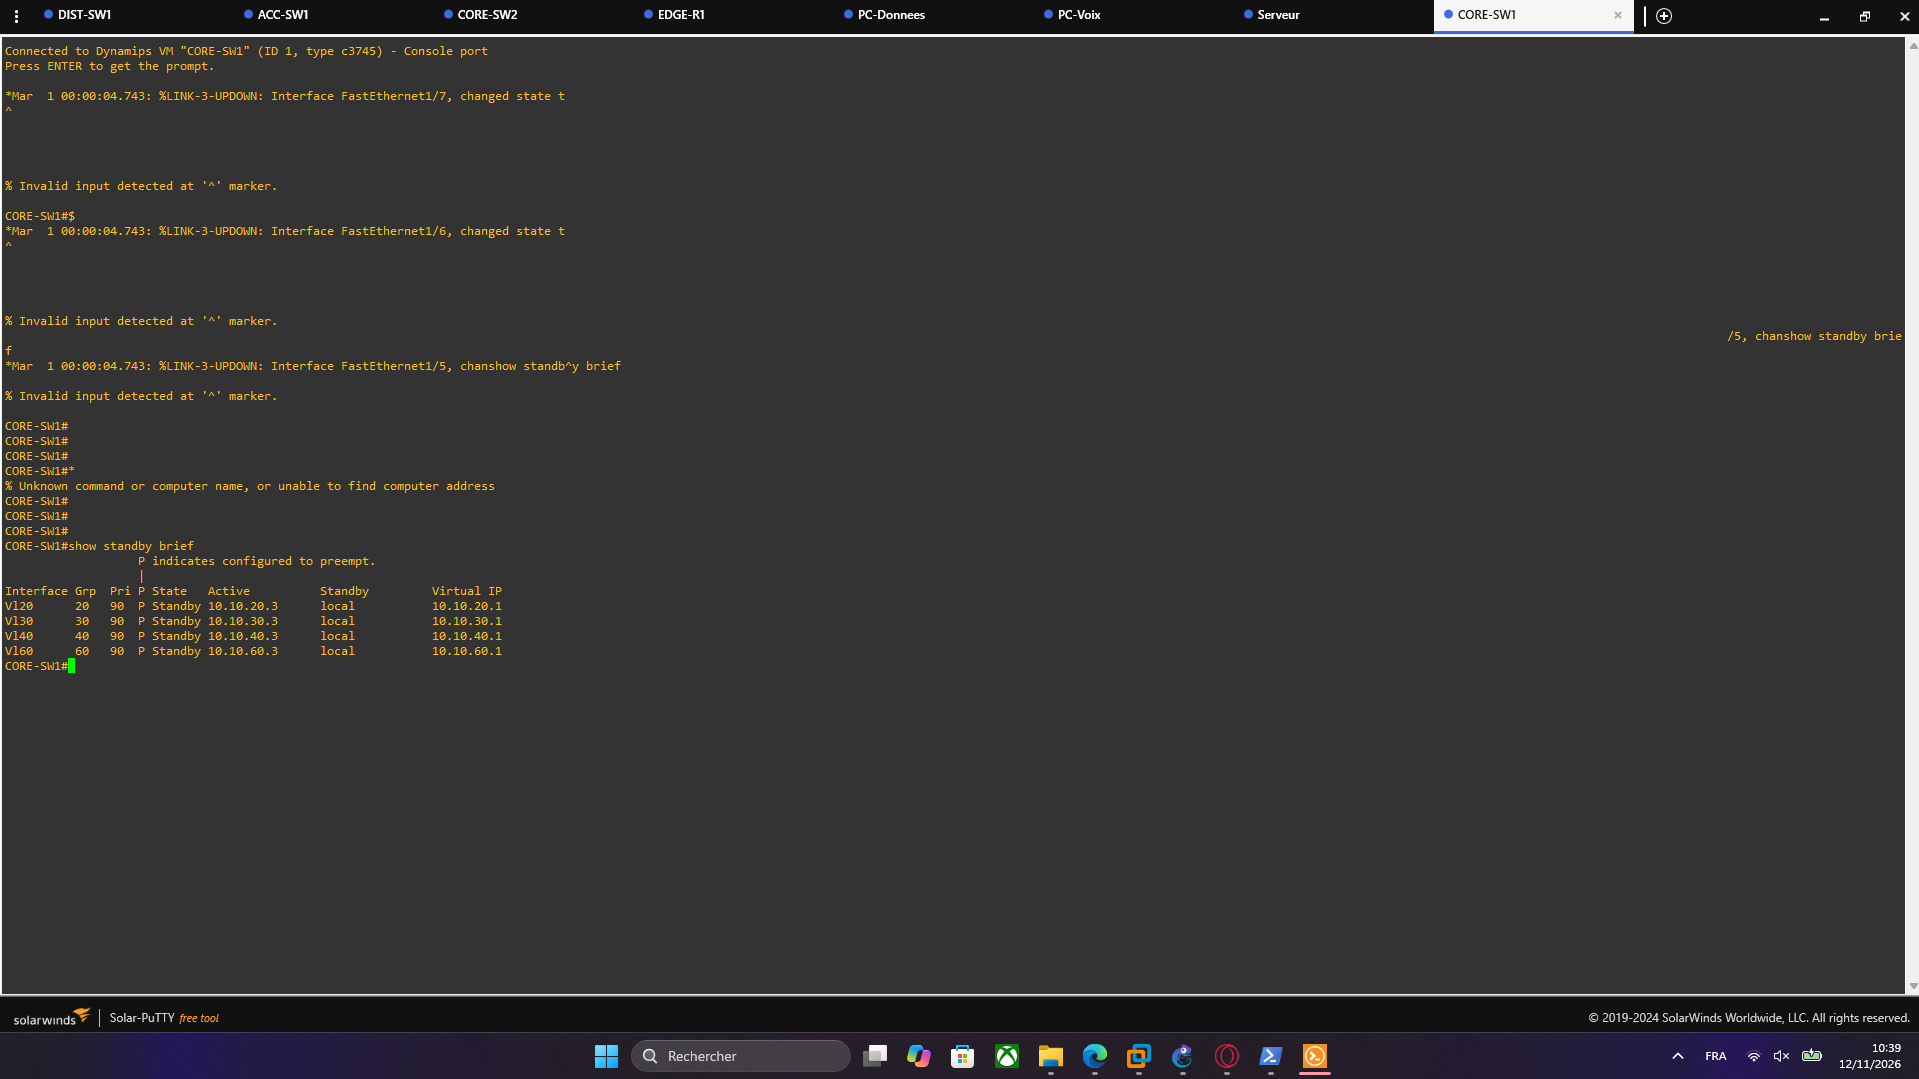 DIST-SW1 ACC-SW1 CORE-SW2 EDGE-R1 PC-Donnees PC-Voix Serveur CORE-SW1
Connected to Dynamips VM "CORE-SW1" (ID 1, type c3745) - Console port
Press ENTER to get the prompt.
*Mar  1 00:00:04.743: %LINK-3-UPDOWN: Interface FastEthernet1/7, changed state t
^
% Invalid input detected at '^' marker.
CORE-SW1#$
*Mar  1 00:00:04.743: %LINK-3-UPDOWN: Interface FastEthernet1/6, changed state t
^
% Invalid input detected at '^' marker.
/5, chanshow standby brie
f
*Mar  1 00:00:04.743: %LINK-3-UPDOWN: Interface FastEthernet1/5, chanshow standb^y brief
% Invalid input detected at '^' marker.
CORE-SW1#
CORE-SW1#
CORE-SW1#
CORE-SW1#*
% Unknown command or computer name, or unable to find computer address
CORE-SW1#
CORE-SW1#
CORE-SW1#
CORE-SW1#show standby brief
                   P indicates configured to preempt.
                   |
Interface Grp  Pri P State   Active          Standby         Virtual IP
Vl20      20   90  P Standby 10.10.20.3      local           10.10.20.1
Vl30      30   90  P Standby 10.10.30.3      local           10.10.30.1
Vl40      40   90  P Standby 10.10.40.3      local           10.10.40.1
Vl60      60   90  P Standby 10.10.60.3      local           10.10.60.1
CORE-SW1#
solarwinds | Solar-PuTTY free tool
© 2019-2024 SolarWinds Worldwide, LLC. All rights reserved.
Rechercher
FRA
10:39
12/11/2026